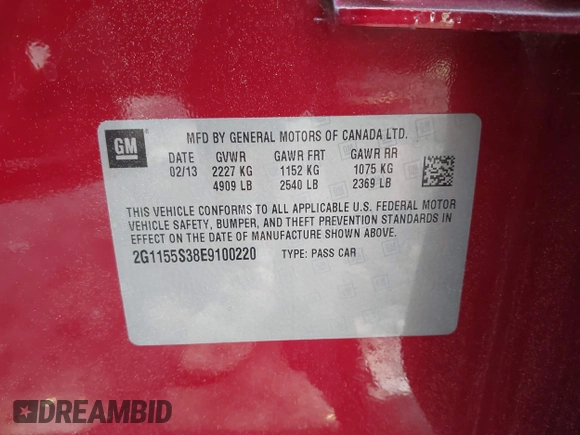 GM
MFD BY GENERAL MOTORS OF CANADA LTD.
DATE GVWR GAWR FRT GAWR RR
02/13 2227 KG 1152 KG 1075 KG
4909 LB 2540 LB 2369 LB
THIS VEHICLE CONFORMS TO ALL APPLICABLE U.S. FEDERAL MOTOR
VEHICLE SAFETY, BUMPER, AND THEFT PREVENTION STANDARDS IN
EFFECT ON THE DATE OF MANUFACTURE SHOWN ABOVE.
2G1155S38E9100220 TYPE: PASS CAR
DREAMBID